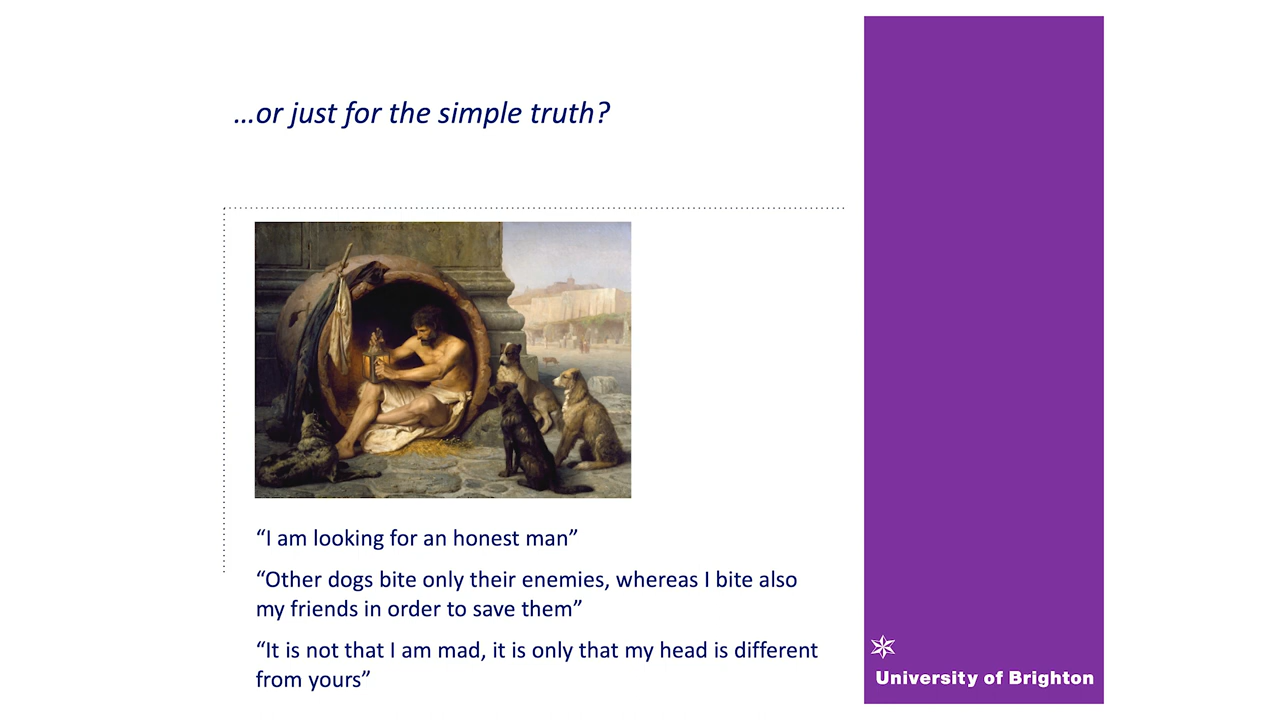 …or just for the simple truth?
“I am looking for an honest man”
“Other dogs bite only their enemies, whereas I bite also
my friends in order to save them”
“It is not that I am mad, it is only that my head is different
from yours”
University of Brighton